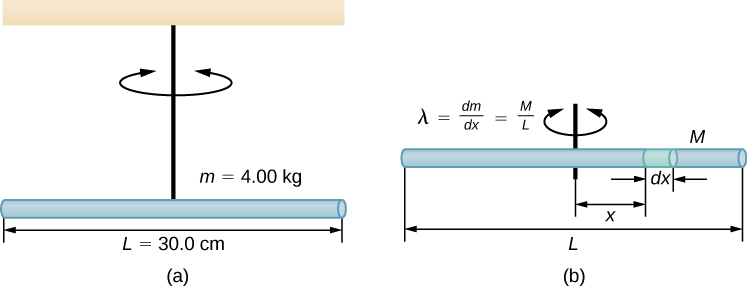 m = 4.00 kg
L = 30.0 cm
(a)
λ = dm/dx = M/L
M
dx
x
L
(b)